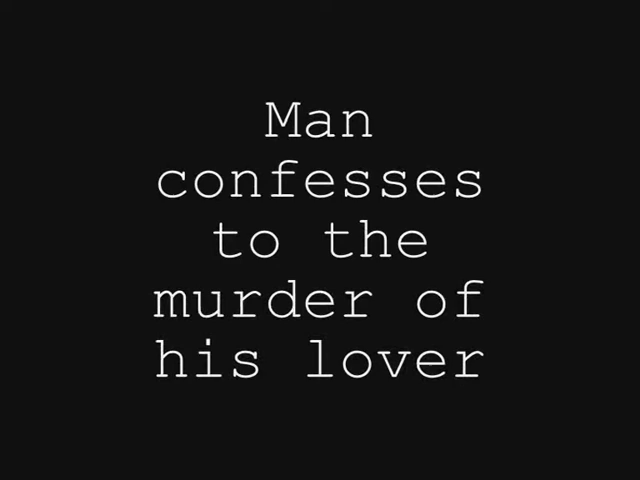 Man
confesses
to the
murder of
his lover